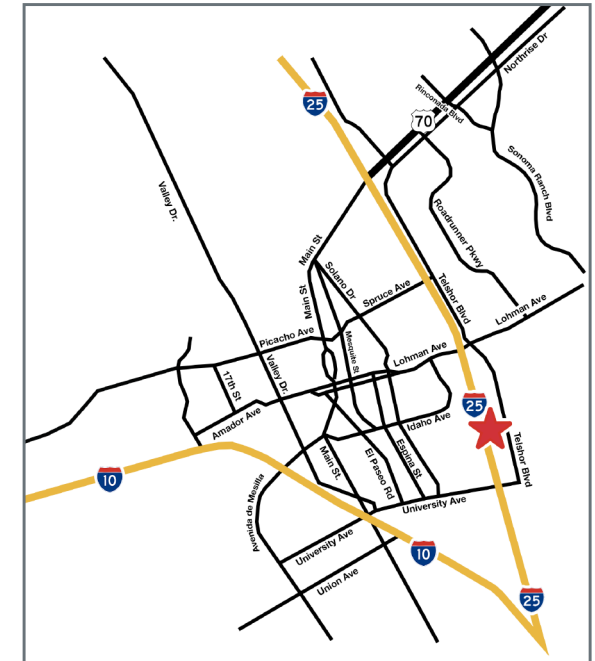 Northrise Dr
Rinconada Blvd
25
70
Sonoma Ranch Blvd
Valley Dr.
Roadrunner Pkwy
Main St
Solano Dr
Main St
Spruce Ave
Telshor Blvd
Lohman Ave
Picacho Ave
Mesquite St
Lohman Ave
Valley Dr.
17th St
25
Amador Ave
Idaho Ave
Telshor Blvd
Main St.
El Paseo Rd
Espina St
10
Avenida de Mesilla
University Ave
University Ave
10
Union Ave
25